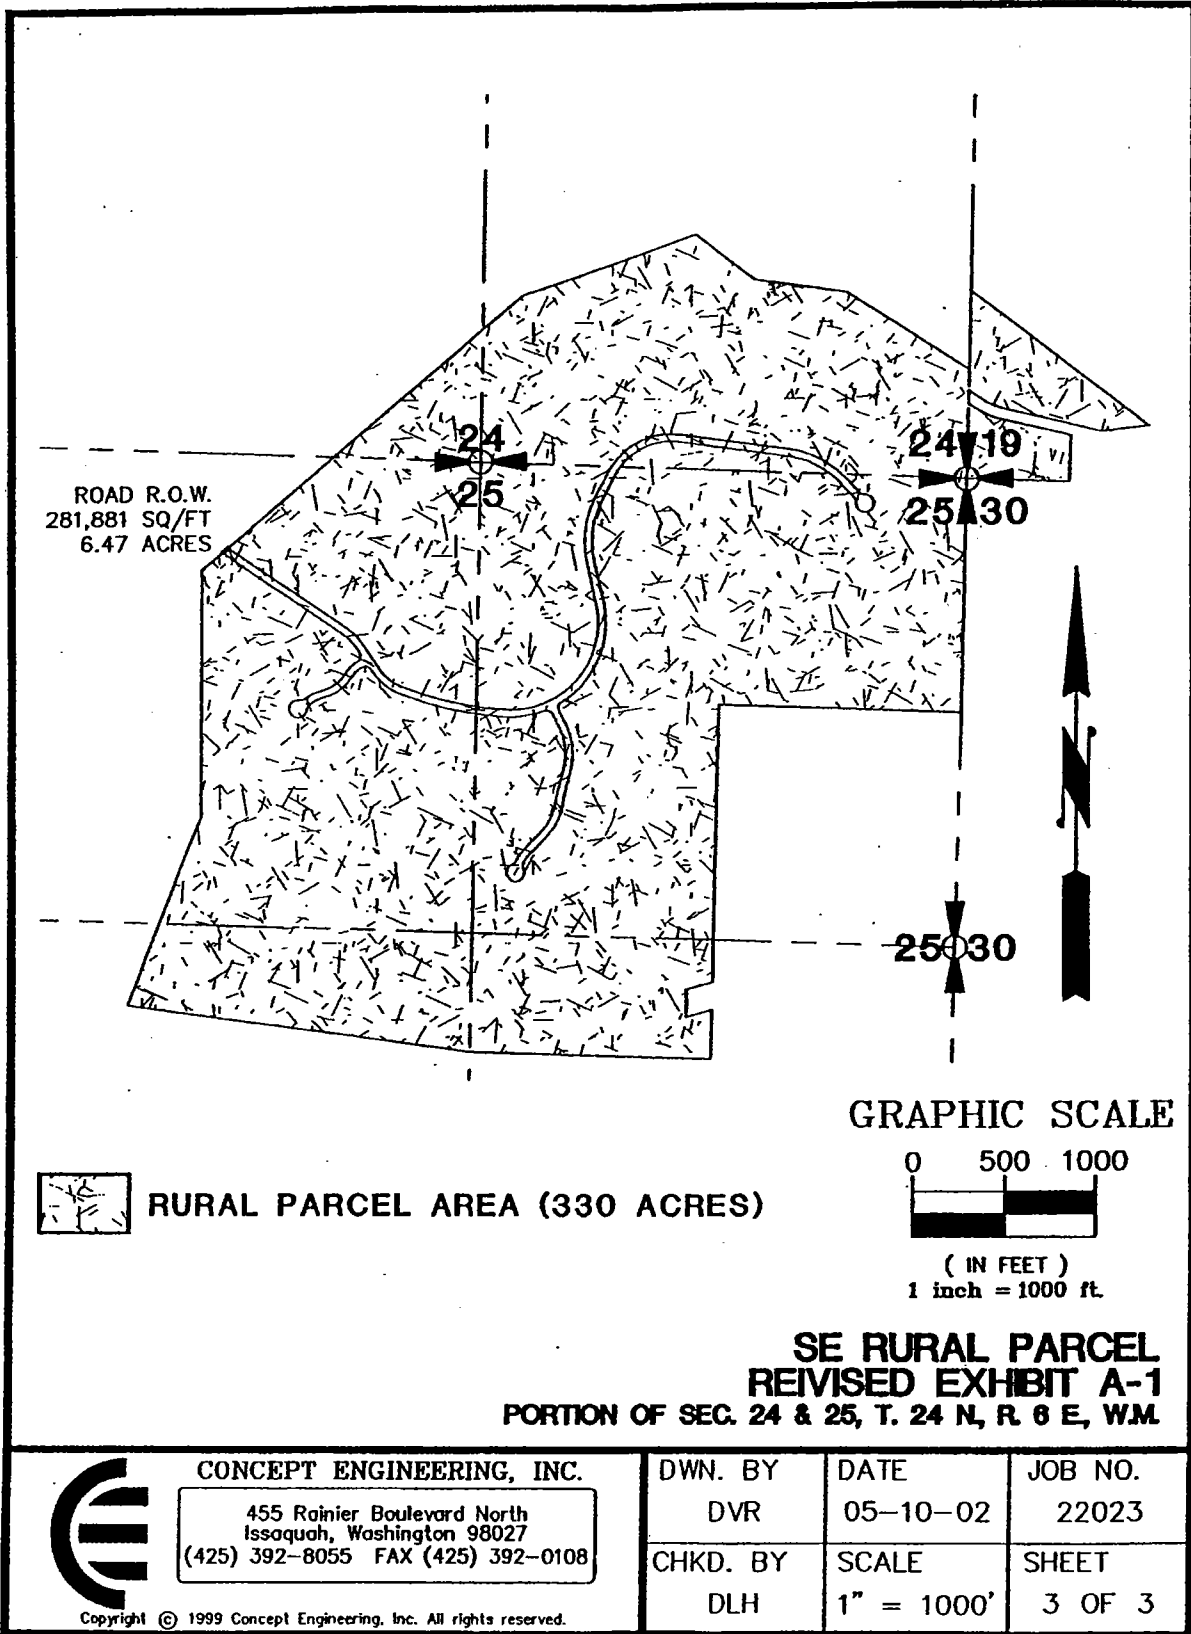 24
25
24 19
25 30
ROAD R.O.W.
281,881 SQ/FT
6.47 ACRES
N
25 30
GRAPHIC SCALE
0 500 1000
( IN FEET )
1 inch = 1000 ft.
RURAL PARCEL AREA (330 ACRES)
SE RURAL PARCEL
REIVISED EXHIBIT A-1
PORTION OF SEC. 24 & 25, T. 24 N., R. 6 E., W.M.
CONCEPT ENGINEERING, INC.
455 Rainier Boulevard North
Issaquah, Washington 98027
(425) 392-8055 FAX (425) 392-0108
Copyright © 1999 Concept Engineering, Inc. All rights reserved.
DWN. BY
DVR
DATE
05-10-02
JOB NO.
22023
CHKD. BY
DLH
SCALE
1" = 1000'
SHEET
3 OF 3